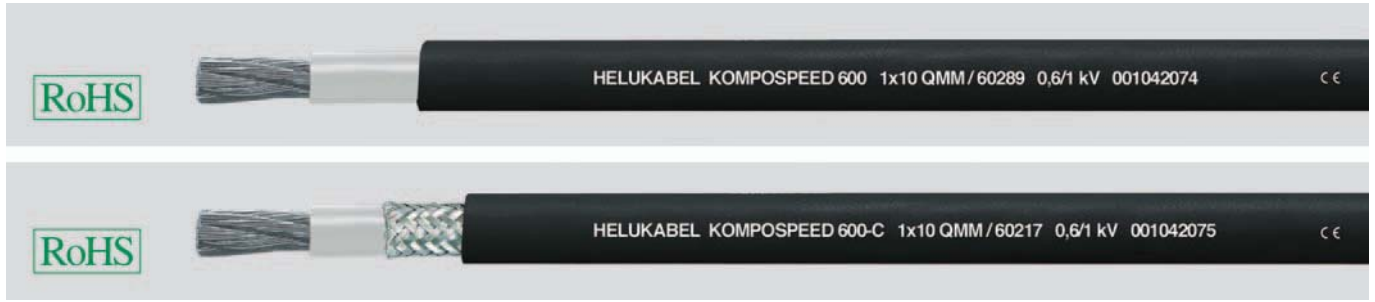 RoHS
HELUKABEL KOMPOSPEED 600 1x10 QMM / 60289 0,6/1 kV 001042074 CE
RoHS
HELUKABEL KOMPOSPEED 600-C 1x10 QMM / 60217 0,6/1 kV 001042075 CE